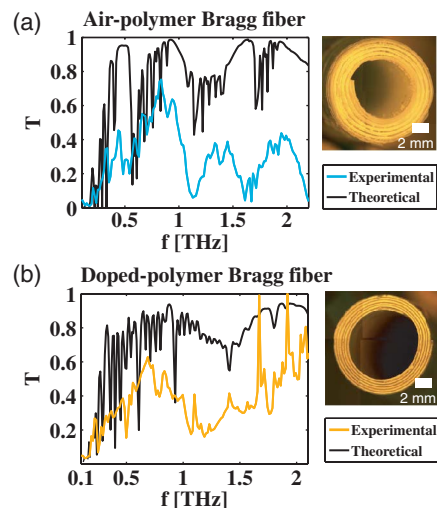 (a)
Air-polymer Bragg fiber
1
0.8
0.6
0.4
0.2
0
T
0.5
1
1.5
2
f [THz]
2 mm
Experimental
Theoretical
(b)
Doped-polymer Bragg fiber
1
0.8
0.6
0.4
0.2
T
0.1
0.5
1
1.5
2
f [THz]
2 mm
Experimental
Theoretical